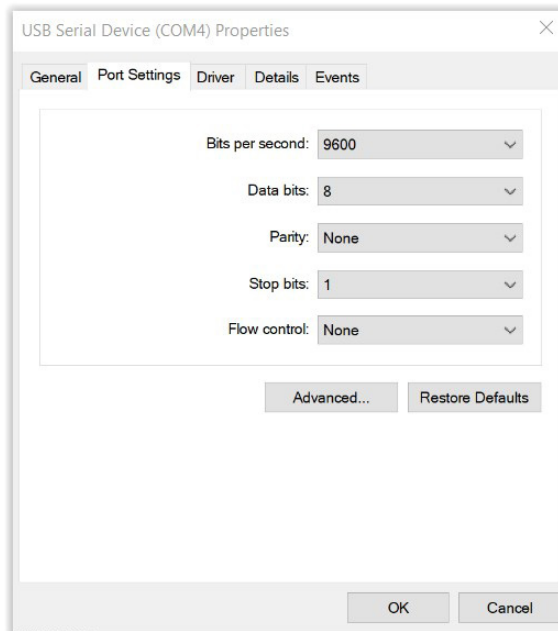 USB Serial Device (COM4) Properties
General Port Settings Driver Details Events
Bits per second: 9600
Data bits: 8
Parity: None
Stop bits: 1
Flow control: None
Advanced... Restore Defaults
OK Cancel